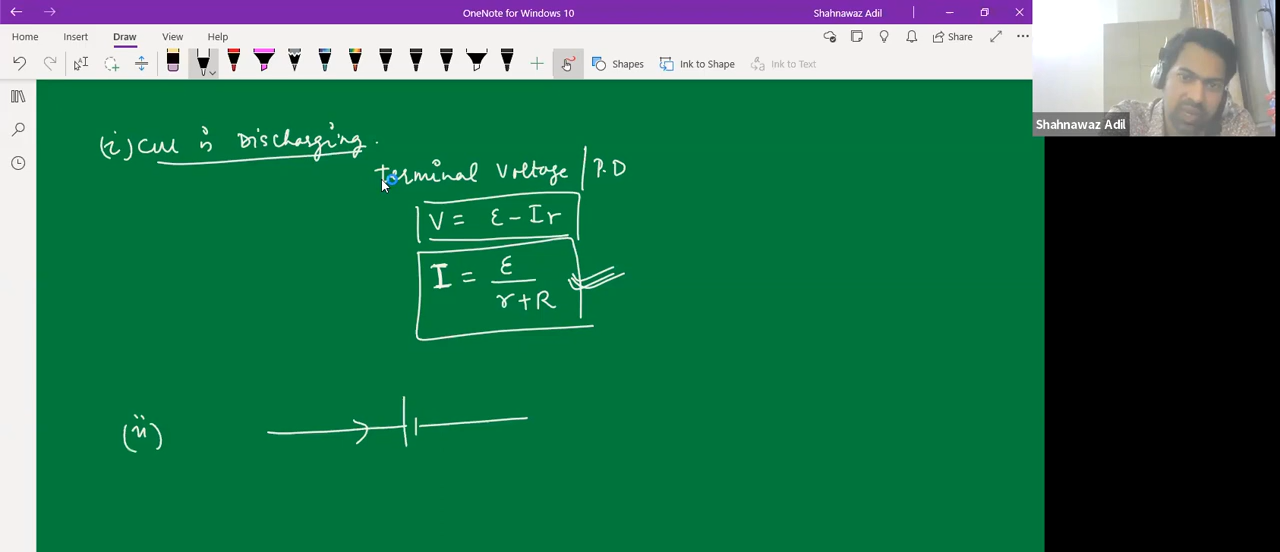 OneNote for Windows 10
Shahnawaz Adil
Home Insert Draw View Help
Share
Shapes Ink to Shape Ink to Text
Shahnawaz Adil
(i) Cell is Discharging.
Terminal Voltage / P.D
V = ε - Ir
I = ε / r+R
(ii)